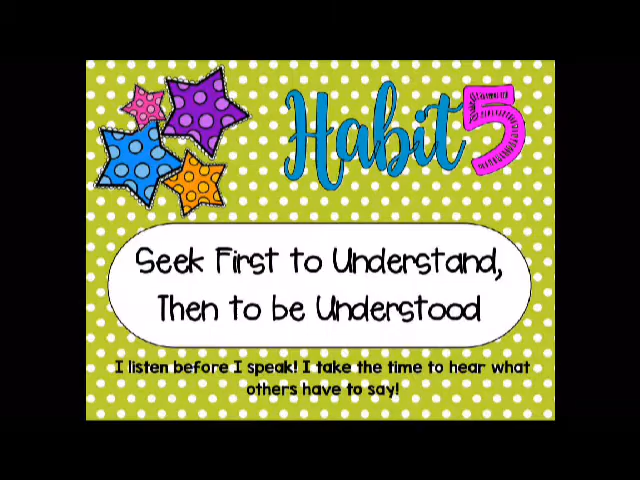 Habit 5
Seek First to Understand,
Then to be Understood
I listen before I speak! I take the time to hear what
others have to say!